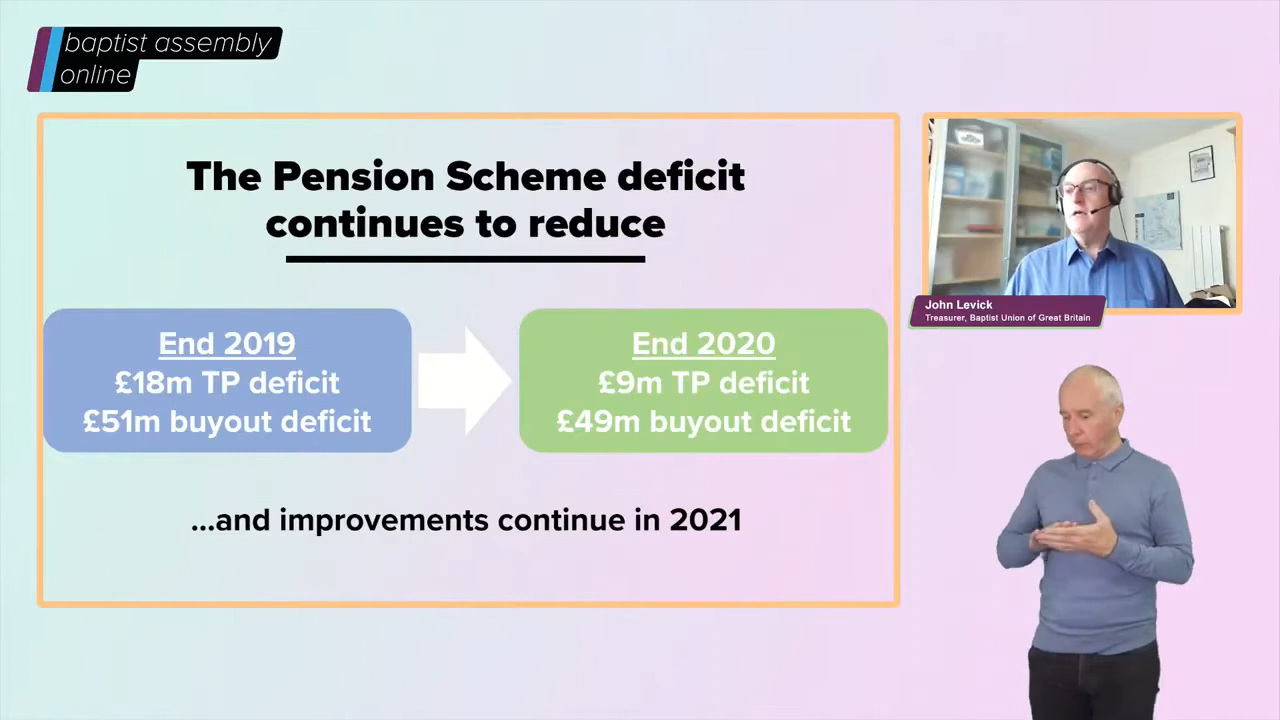 baptist assembly
online
The Pension Scheme deficit
continues to reduce
End 2019
£18m TP deficit
£51m buyout deficit
End 2020
£9m TP deficit
£49m buyout deficit
...and improvements continue in 2021
John Levick
Treasurer, Baptist Union of Great Britain